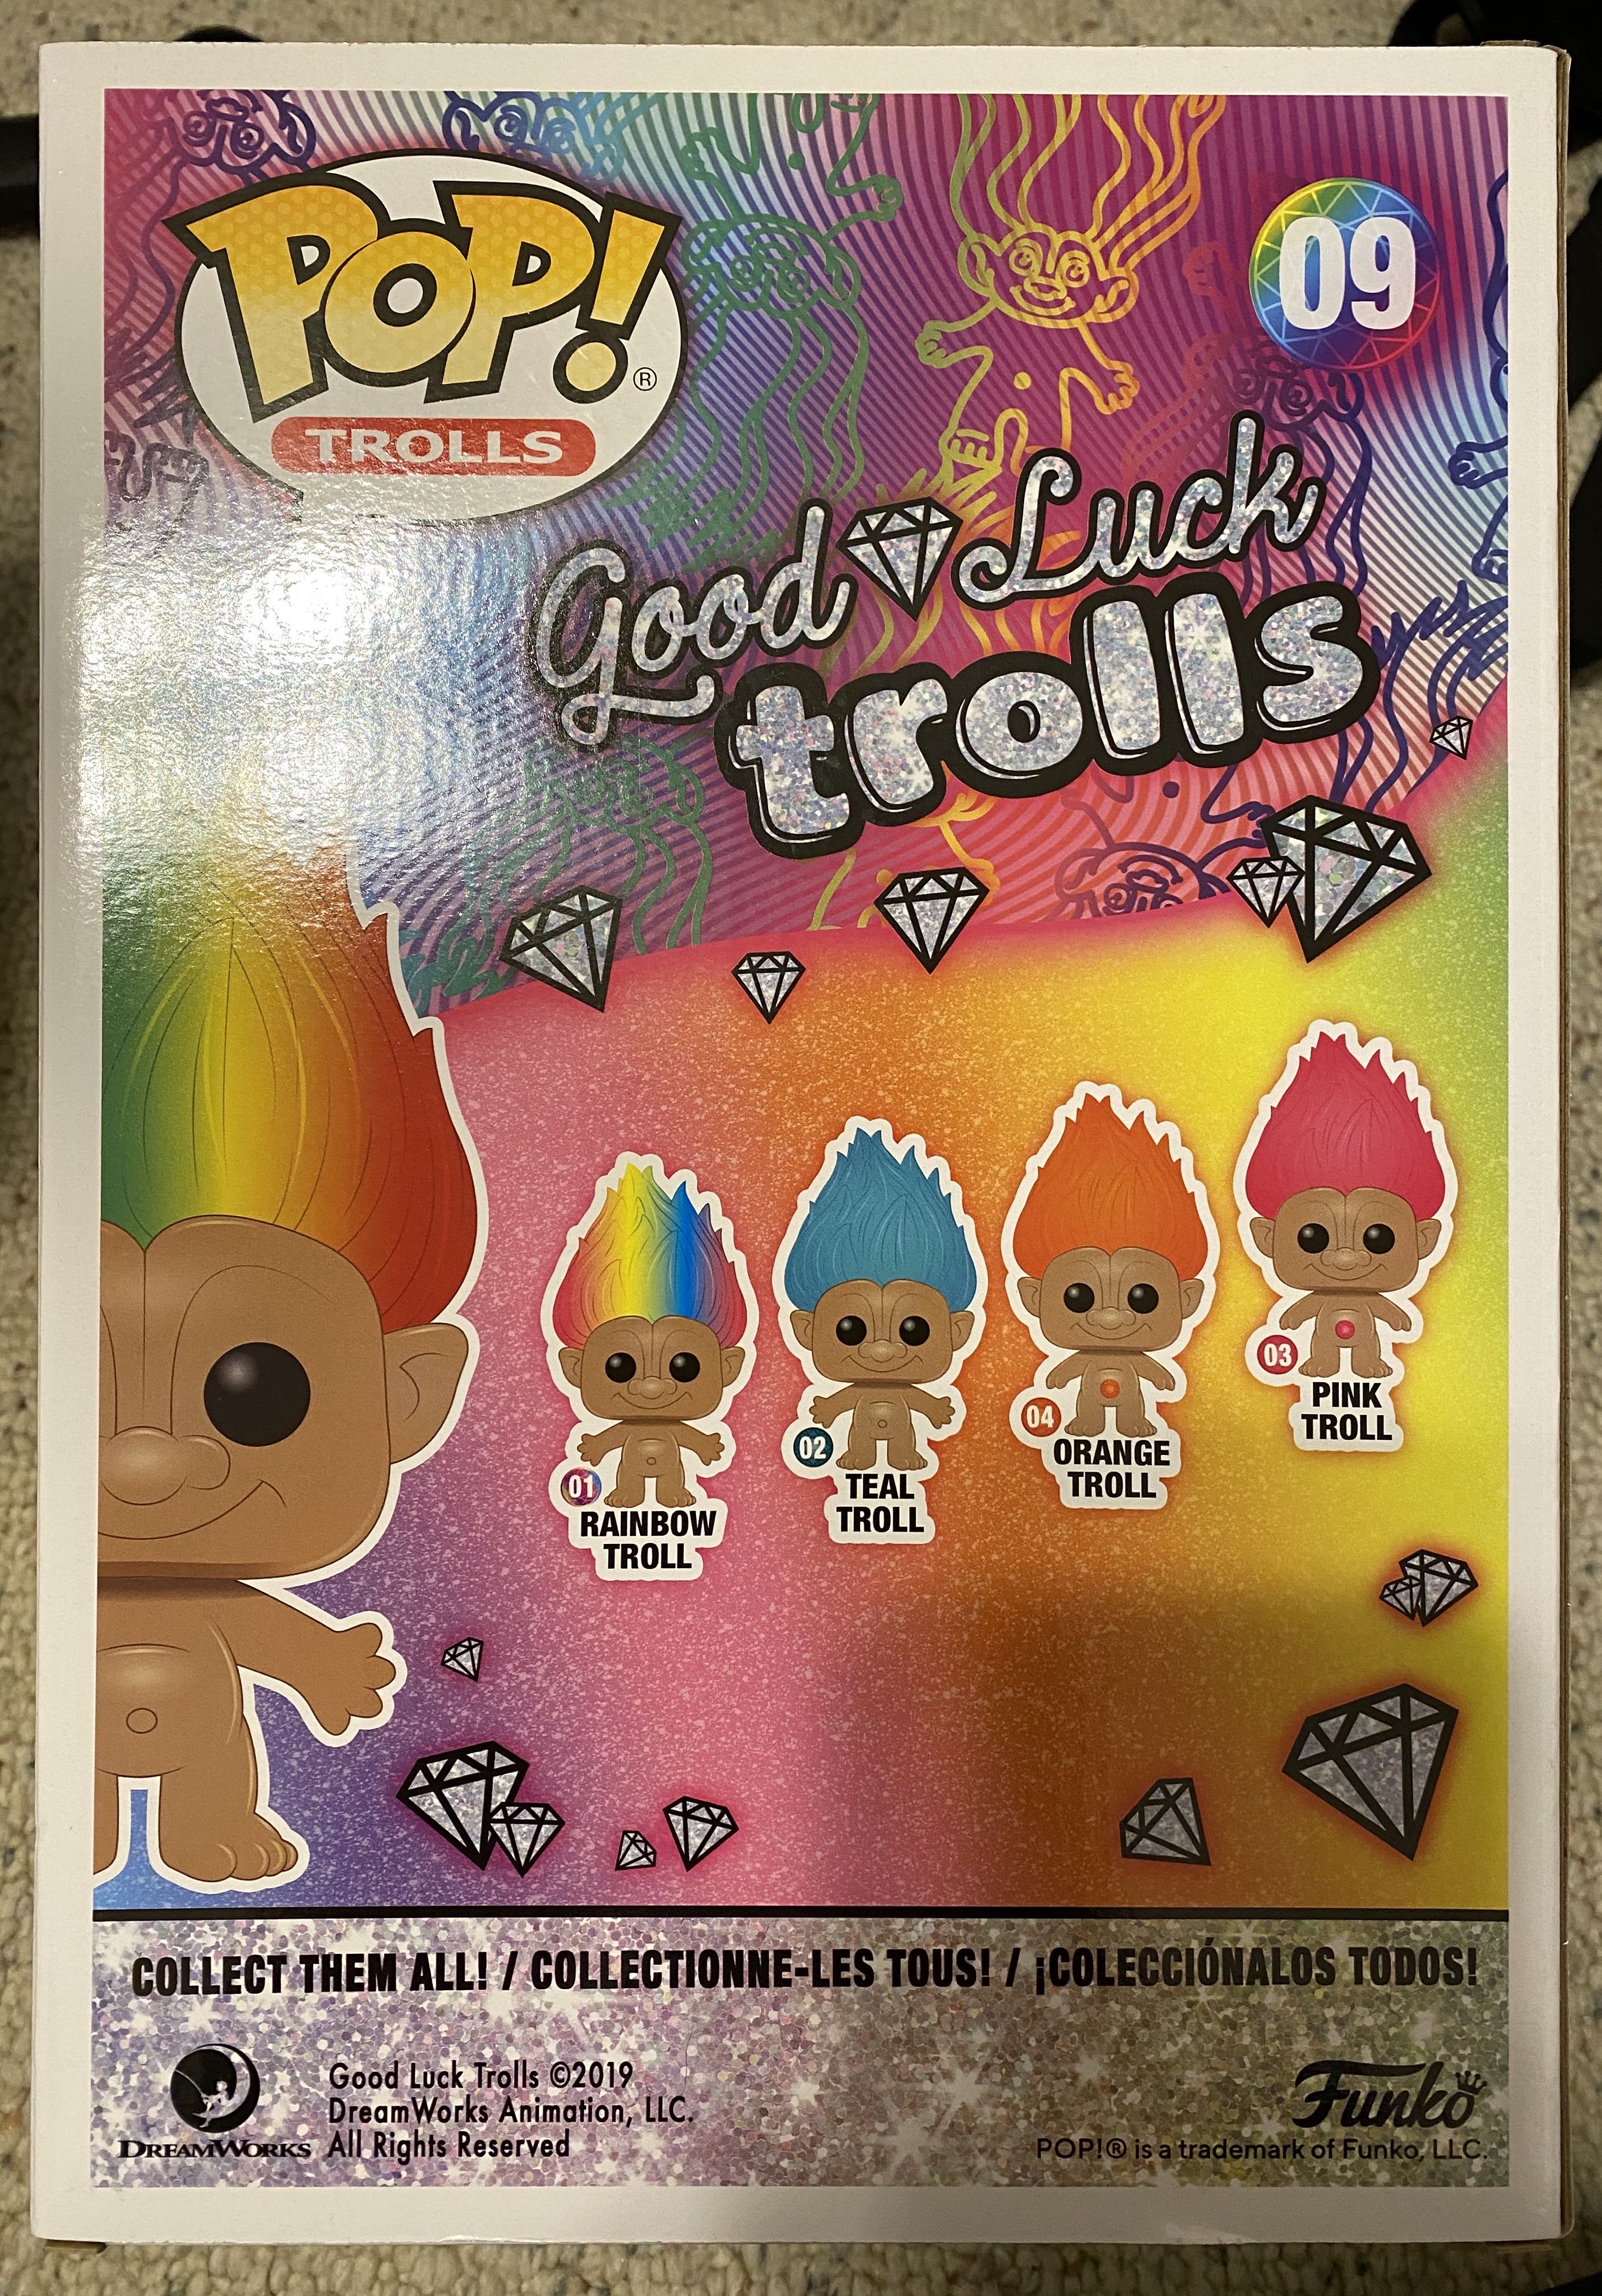 POP!®
TROLLS
09
Good Luck
trolls
01
RAINBOW
TROLL
02
TEAL
TROLL
04
ORANGE
TROLL
03
PINK
TROLL
COLLECT THEM ALL! / COLLECTIONNE-LES TOUS! / ¡COLECCIÓNALOS TODOS!
DREAMWORKS
Good Luck Trolls ©2019
DreamWorks Animation, LLC.
All Rights Reserved
Funko
POP!® is a trademark of Funko, LLC.